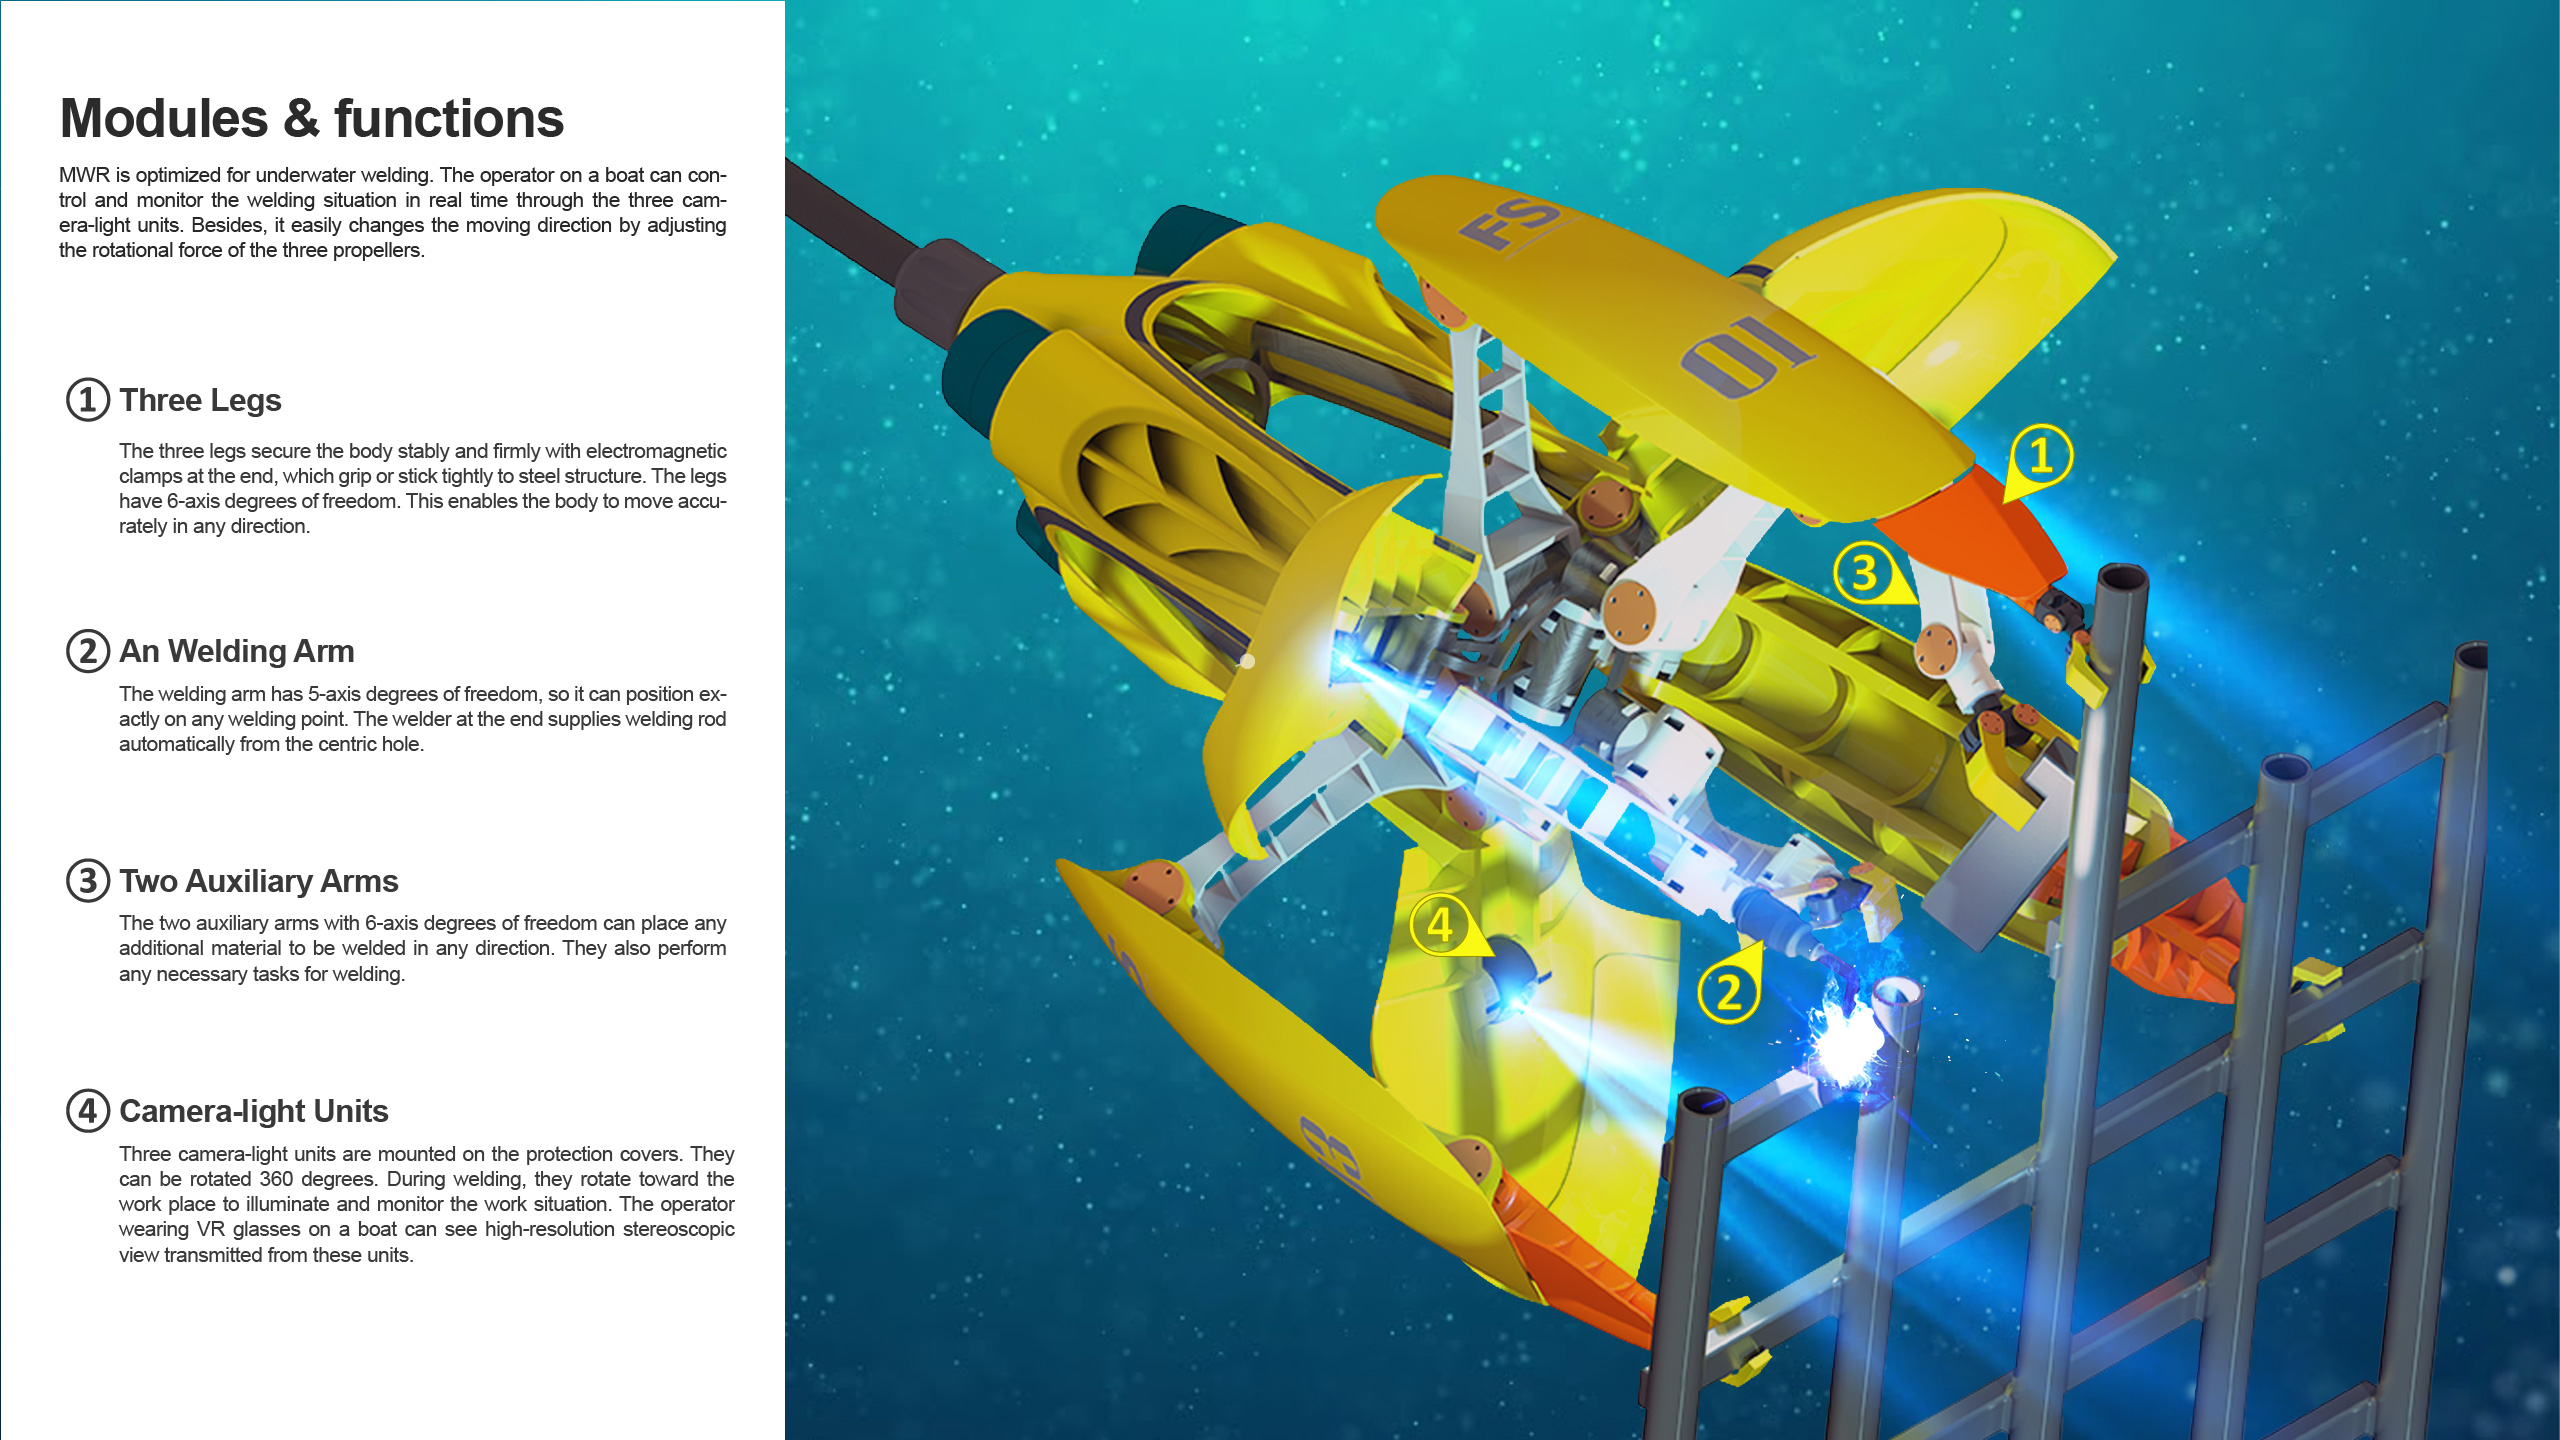 Modules & functions
MWR is optimized for underwater welding. The operator on a boat can con-
trol and monitor the welding situation in real time through the three cam-
era-light units. Besides, it easily changes the moving direction by adjusting
the rotational force of the three propellers.
① Three Legs
The three legs secure the body stably and firmly with electromagnetic
clamps at the end, which grip or stick tightly to steel structure. The legs
have 6-axis degrees of freedom. This enables the body to move accu-
rately in any direction.
② An Welding Arm
The welding arm has 5-axis degrees of freedom, so it can position ex-
actly on any welding point. The welder at the end supplies welding rod
automatically from the centric hole.
③ Two Auxiliary Arms
The two auxiliary arms with 6-axis degrees of freedom can place any
additional material to be welded in any direction. They also perform
any necessary tasks for welding.
④ Camera-light Units
Three camera-light units are mounted on the protection covers. They
can be rotated 360 degrees. During welding, they rotate toward the
work place to illuminate and monitor the work situation. The operator
wearing VR glasses on a boat can see high-resolution stereoscopic
view transmitted from these units.
FS
01
1
3
4
2
03